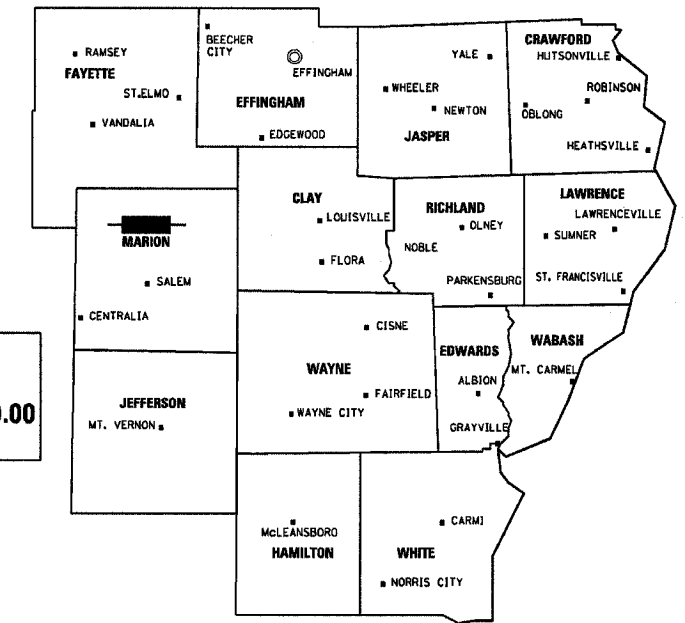 RAMSEY
FAYETTE
ST.ELMO
VANDALIA
BEECHER
CITY
EFFINGHAM
EFFINGHAM
EDGEWOOD
YALE
WHEELER
NEWTON
JASPER
CRAWFORD
HUTSONVILLE
ROBINSON
OBLONG
HEATHSVILLE
CLAY
LOUISVILLE
FLORA
RICHLAND
OLNEY
NOBLE
PARKENSBURG
LAWRENCE
LAWRENCEVILLE
SUMNER
ST. FRANCISVILLE
MARION
SALEM
CENTRALIA
CISNE
WAYNE
FAIRFIELD
WAYNE CITY
EDWARDS
ALBION
GRAYVILLE
WABASH
MT. CARMEL
.00
JEFFERSON
MT. VERNON
McLEANSBORO
HAMILTON
CARMI
WHITE
NORRIS CITY